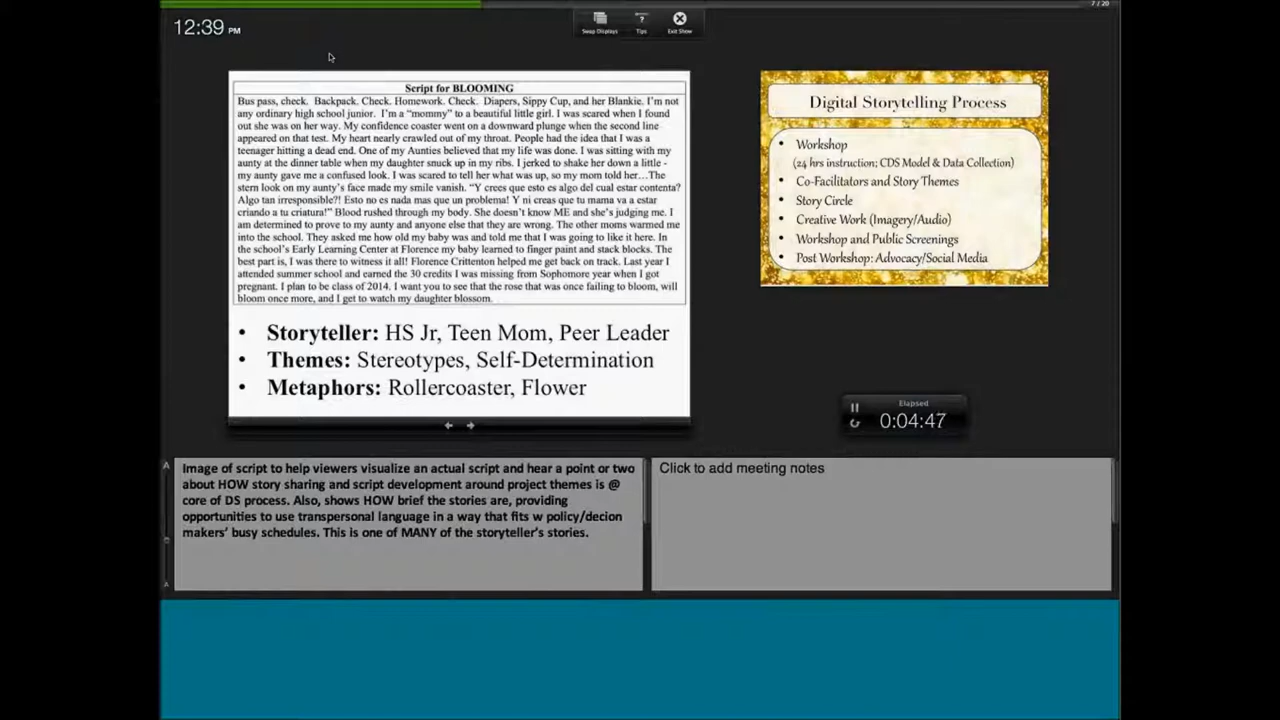 7 / 20
12:39 PM
Swap Displays
?
Tips
Exit Show
Script for BLOOMING
Bus pass, check. Backpack. Check. Homework. Check. Diapers, Sippy Cup, and her Blankie. I'm not
any ordinary high school junior. I'm a "mommy" to a beautiful little girl. I was scared when I found
out she was on her way. My confidence coaster went on a downward plunge when the second line
appeared on that test. My heart nearly crawled out of my throat. People had the idea that I was a
teenager hitting a dead end. One of my Aunties believed that my life was done. I was sitting with my
aunty at the dinner table when my daughter snuck up in my ribs. I jerked to shake her down a little -
my aunty gave me a confused look. I was scared to tell her what was up, so my mom told her…The
stern look on my aunty's face made my smile vanish. "Y crees que esto es algo del cual estar contenta?
Algo tan irresponsible?! Esto no es nada mas que un problema! Y ni creas que tu mama va a estar
criando a tu criatura!" Blood rushed through my body. She doesn't know ME and she's judging me. I
am determined to prove to my aunty and anyone else that they are wrong. The other moms warmed me
into the school. They asked me how old my baby was and told me that I was going to like it here. In
the school's Early Learning Center at Florence my baby learned to finger paint and stack blocks. The
best part is, I was there to witness it all! Florence Crittenton helped me get back on track. Last year I
attended summer school and earned the 30 credits I was missing from Sophomore year when I got
pregnant. I plan to be class of 2014. I want you to see that the rose that was once failing to bloom, will
bloom once more, and I get to watch my daughter blossom.
• Storyteller: HS Jr, Teen Mom, Peer Leader
• Themes: Stereotypes, Self-Determination
• Metaphors: Rollercoaster, Flower
Digital Storytelling Process
• Workshop
(24 hrs instruction; CDS Model & Data Collection)
• Co-Facilitators and Story Themes
• Story Circle
• Creative Work (Imagery/Audio)
• Workshop and Public Screenings
• Post Workshop: Advocacy/Social Media
Elapsed
0:04:47
A
A
Image of script to help viewers visualize an actual script and hear a point or two
about HOW story sharing and script development around project themes is @
core of DS process. Also, shows HOW brief the stories are, providing
opportunities to use transpersonal language in a way that fits w policy/decion
makers' busy schedules. This is one of MANY of the storyteller's stories.
Click to add meeting notes